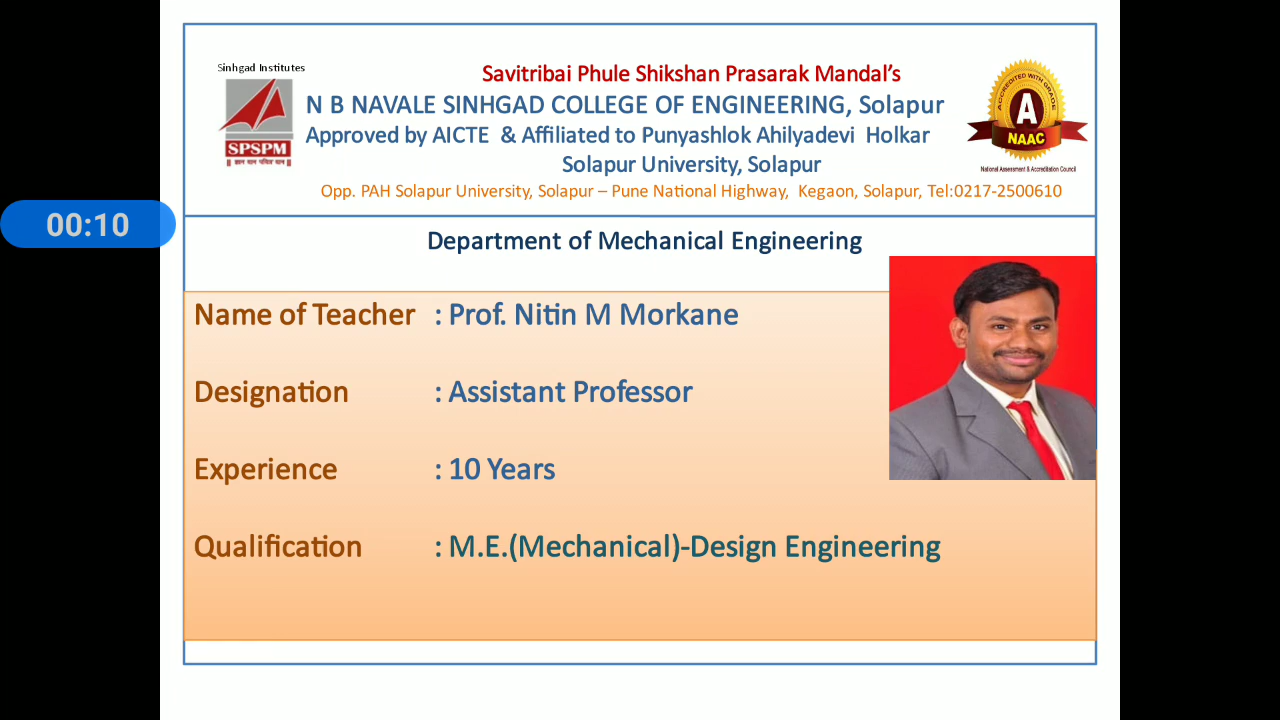 Sinhgad Institutes
SPSPM
Savitribai Phule Shikshan Prasarak Mandal's
N B NAVALE SINHGAD COLLEGE OF ENGINEERING, Solapur
Approved by AICTE & Affiliated to Punyashlok Ahilyadevi Holkar
Solapur University, Solapur
Opp. PAH Solapur University, Solapur – Pune National Highway, Kegaon, Solapur, Tel:0217-2500610
ACCREDITED WITH GRADE
A
NAAC
National Assessment & Accreditation Council
00:10
Department of Mechanical Engineering
Name of Teacher : Prof. Nitin M Morkane
Designation : Assistant Professor
Experience : 10 Years
Qualification : M.E.(Mechanical)-Design Engineering